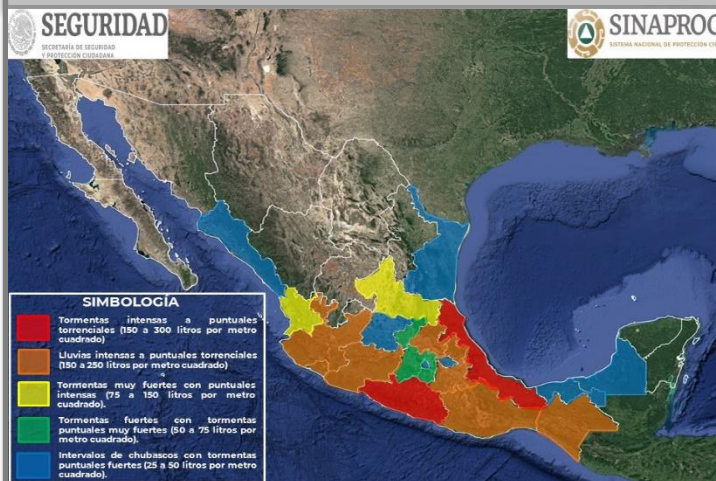 SEGURIDAD
SECRETARÍA DE SEGURIDAD
Y PROTECCIÓN CIUDADANA
SINAPROC
SISTEMA NACIONAL DE PROTECCIÓN
SIMBOLOGÍA
Tormentas intensas a puntuales
torrenciales (150 a 300 litros por metro
cuadrado)
Lluvias intensas a puntuales torrenciales
(150 a 250 litros por metro cuadrado)
Tormentas muy fuertes con puntuales
intensas (75 a 150 litros por metro
cuadrado).
Tormentas fuertes con tormentas
puntuales muy fuertes (50 a 75 litros por
metro cuadrado).
Intervalos de chubascos con tormentas
puntuales fuertes (25 a 50 litros por metro
cuadrado).